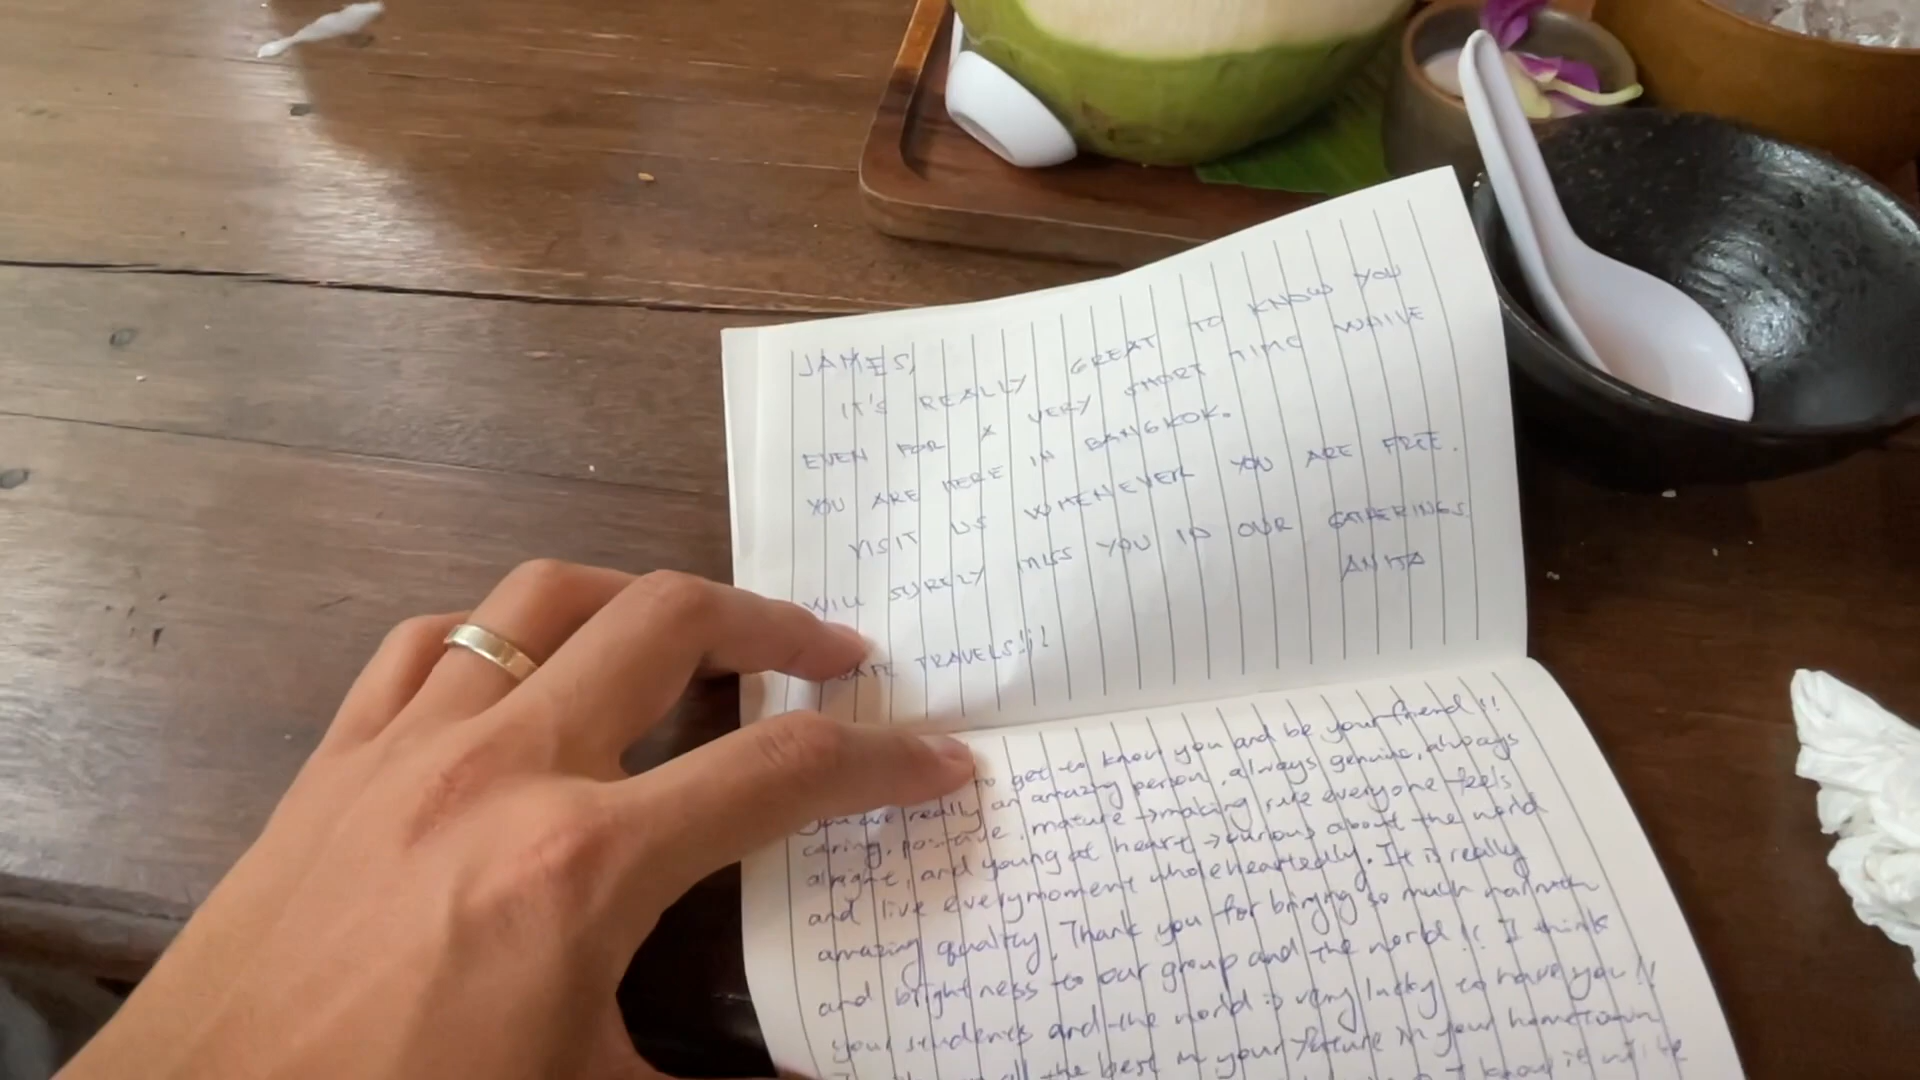 JAMES,
IT'S REALLY GREAT TO KNOW YOU
EVEN FOR A VERY SHORT TIME WHILE
YOU ARE HERE IN BANGKOK.
VISIT US WHENEVER YOU ARE FREE.
WILL SURELY MISS YOU IN OUR GATHERINGS.
ANITA
SAFE TRAVELS!!!
to get to know you and be your friend!!
You are really an amazing person, always genuine, always
caring, positive, mature → making sure everyone feels
alright, and young at heart → curious about the world
and live every moment wholeheartedly. It is really
amazing quality. Thank you for bringing so much warmth
and brightness to our group and the world!! I think
your students and the world is very lucky to have you!!
all the best in your future in your hometown
I know it will be